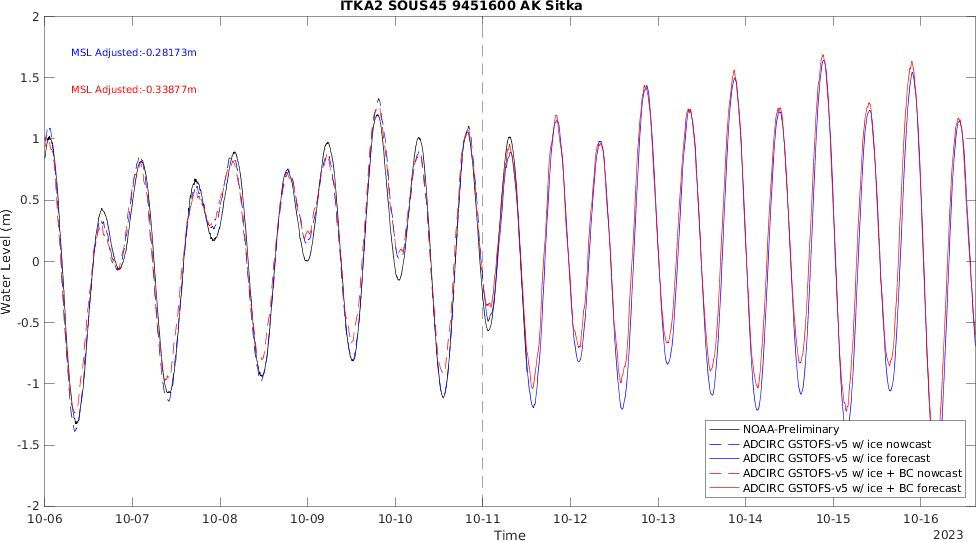 ITKA2 SOUS45 9451600 AK Sitka
MSL Adjusted:-0.28173m
MSL Adjusted:-0.33877m
Water Level (m)
2
1.5
1
0.5
0
-0.5
-1
-1.5
-2
NOAA-Preliminary
ADCIRC GSTOFS-v5 w/ ice nowcast
ADCIRC GSTOFS-v5 w/ ice forecast
ADCIRC GSTOFS-v5 w/ ice + BC nowcast
ADCIRC GSTOFS-v5 w/ ice + BC forecast
10-06 10-07 10-08 10-09 10-10 10-11 10-12 10-13 10-14 10-15 10-16
Time
2023